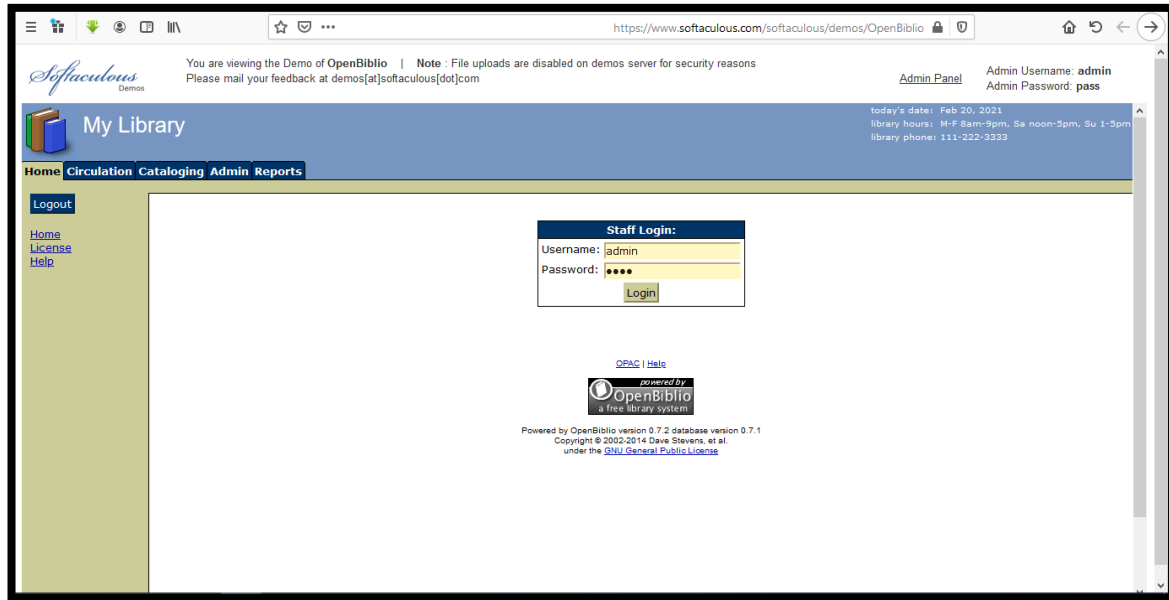 https://www.softaculous.com/softaculous/demos/OpenBiblio
Softaculous
Demos
You are viewing the Demo of OpenBiblio | Note : File uploads are disabled on demos server for security reasons
Please mail your feedback at demos[at]softaculous[dot]com
Admin Panel
Admin Username: admin
Admin Password: pass
My Library
today's date: Feb 20, 2021
library hours: M-F 8am-9pm, Sa noon-5pm, Su 1-5pm
library phone: 111-222-3333
Home Circulation Cataloging Admin Reports
Logout
Home
License
Help
Staff Login:
Username: admin
Password: ●●●●
Login
OPAC | Help
powered by
OpenBiblio
a free library system
Powered by OpenBiblio version 0.7.2 database version 0.7.1
Copyright © 2002-2014 Dave Stevens, et al.
under the GNU General Public License